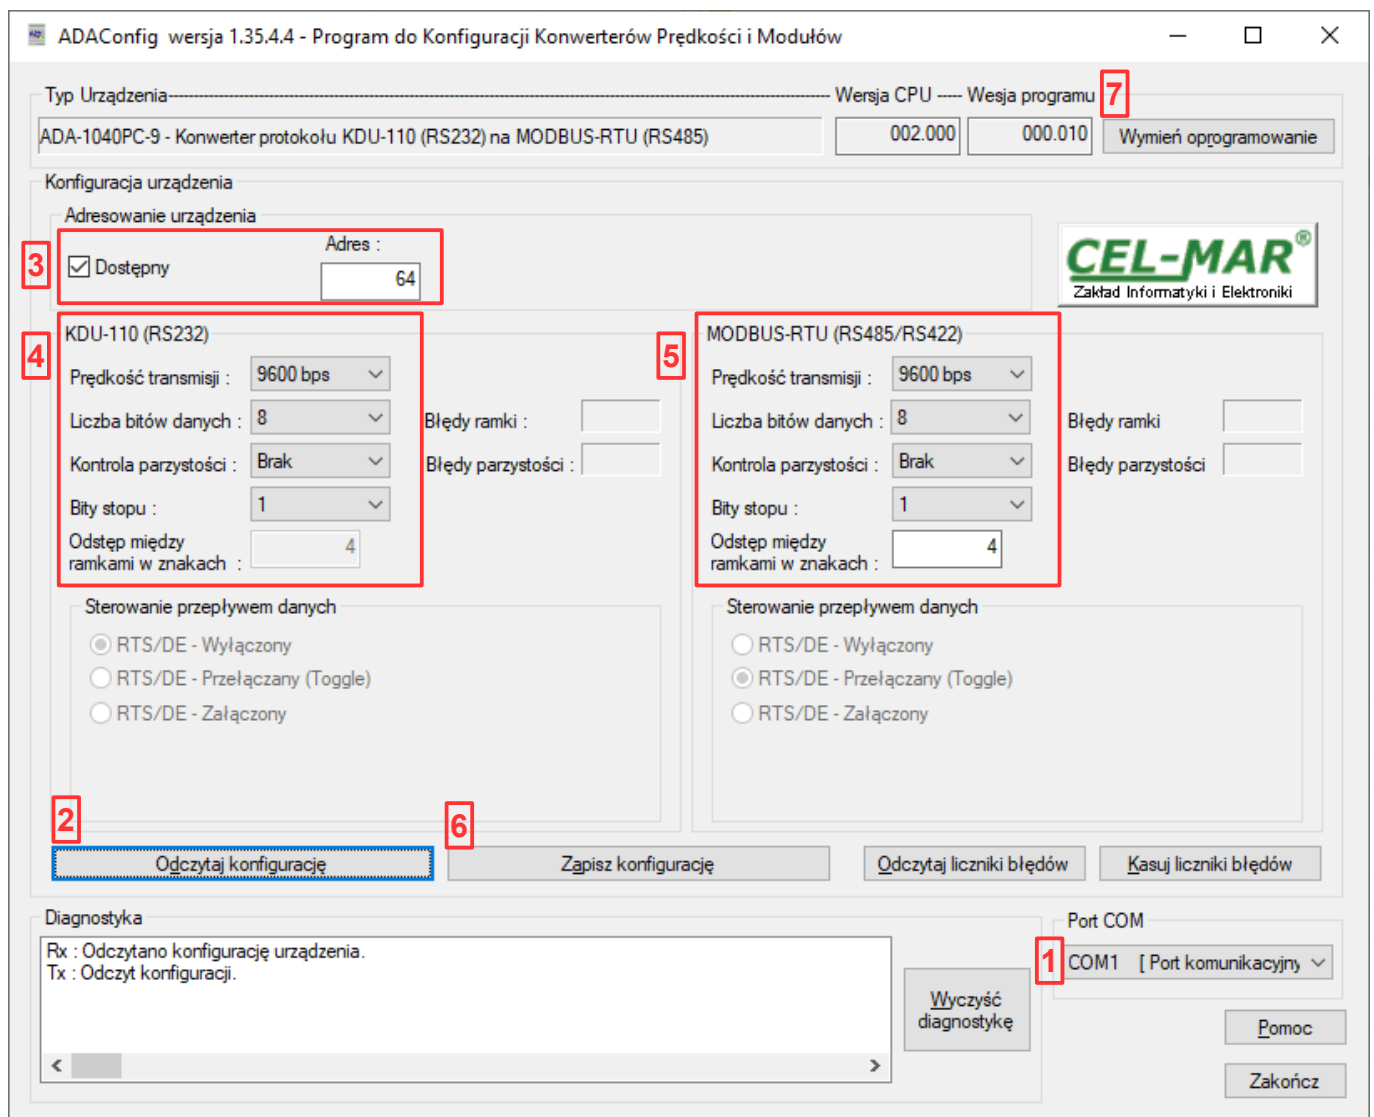 ADAConfig wersja 1.35.4.4 - Program do Konfiguracji Konwerterów Prędkości i Modułów
Typ Urządzenia
Wersja CPU ----- Wesja programu
7
ADA-1040PC-9 - Konwerter protokołu KDU-110 (RS232) na MODBUS-RTU (RS485)
002.000
000.010
Wymień oprogramowanie
Konfiguracja urządzenia
Adresowanie urządzenia
3
Dostępny
Adres :
64
CEL-MAR®
Zakład Informatyki i Elektroniki
4
KDU-110 (RS232)
Prędkość transmisji : 9600 bps
Liczba bitów danych : 8
Błędy ramki :
Kontrola parzystości : Brak
Błędy parzystości :
Bity stopu : 1
Odstęp między
ramkami w znakach : 4
Sterowanie przepływem danych
RTS/DE - Wyłączony
RTS/DE - Przełączany (Toggle)
RTS/DE - Załączony
5
MODBUS-RTU (RS485/RS422)
Prędkość transmisji : 9600 bps
Liczba bitów danych : 8
Błędy ramki
Kontrola parzystości : Brak
Błędy parzystości
Bity stopu : 1
Odstęp między
ramkami w znakach : 4
Sterowanie przepływem danych
RTS/DE - Wyłączony
RTS/DE - Przełączany (Toggle)
RTS/DE - Załączony
2
Odczytaj konfigurację
6
Zapisz konfigurację
Odczytaj liczniki błędów
Kasuj liczniki błędów
Diagnostyka
Rx : Odczytano konfigurację urządzenia.
Tx : Odczyt konfiguracji.
Wyczyść
diagnostykę
Port COM
1
COM1 [ Port komunikacyjny
Pomoc
Zakończ